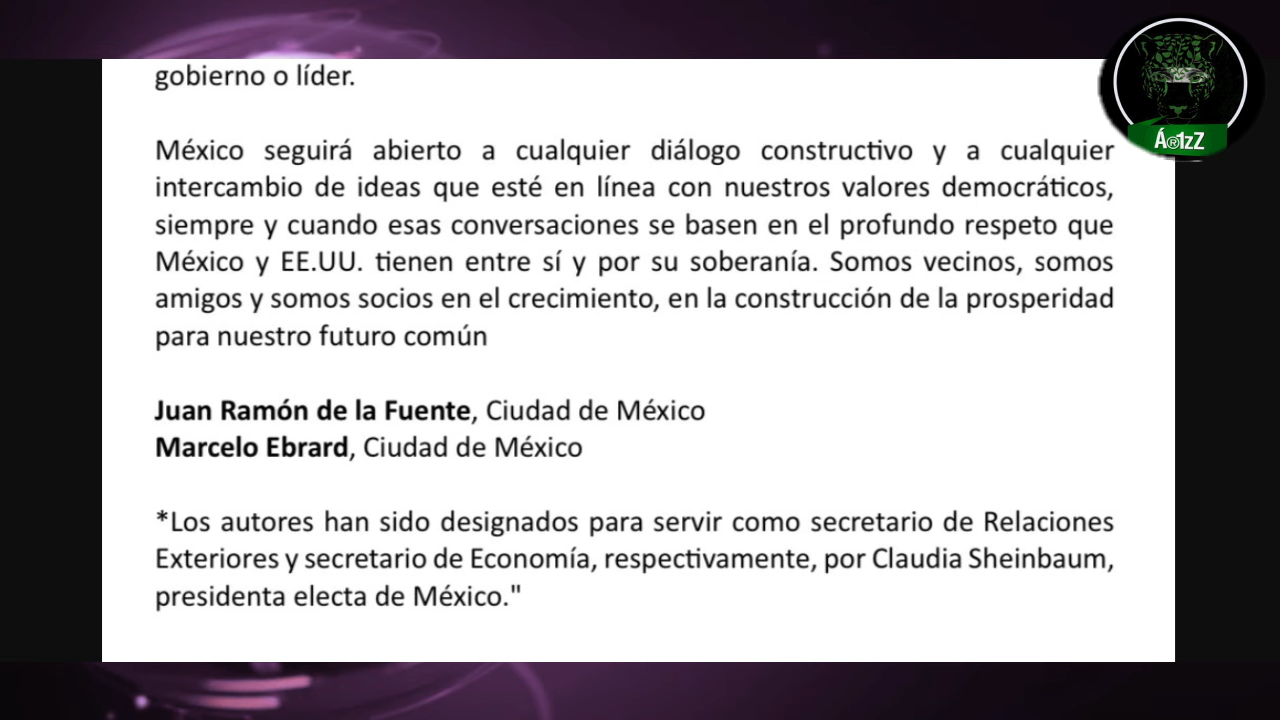 gobierno o líder.
México seguirá abierto a cualquier diálogo constructivo y a cualquier
intercambio de ideas que esté en línea con nuestros valores democráticos,
siempre y cuando esas conversaciones se basen en el profundo respeto que
México y EE.UU. tienen entre sí y por su soberanía. Somos vecinos, somos
amigos y somos socios en el crecimiento, en la construcción de la prosperidad
para nuestro futuro común
Juan Ramón de la Fuente, Ciudad de México
Marcelo Ebrard, Ciudad de México
*Los autores han sido designados para servir como secretario de Relaciones
Exteriores y secretario de Economía, respectivamente, por Claudia Sheinbaum,
presidenta electa de México."
Á®1zZ